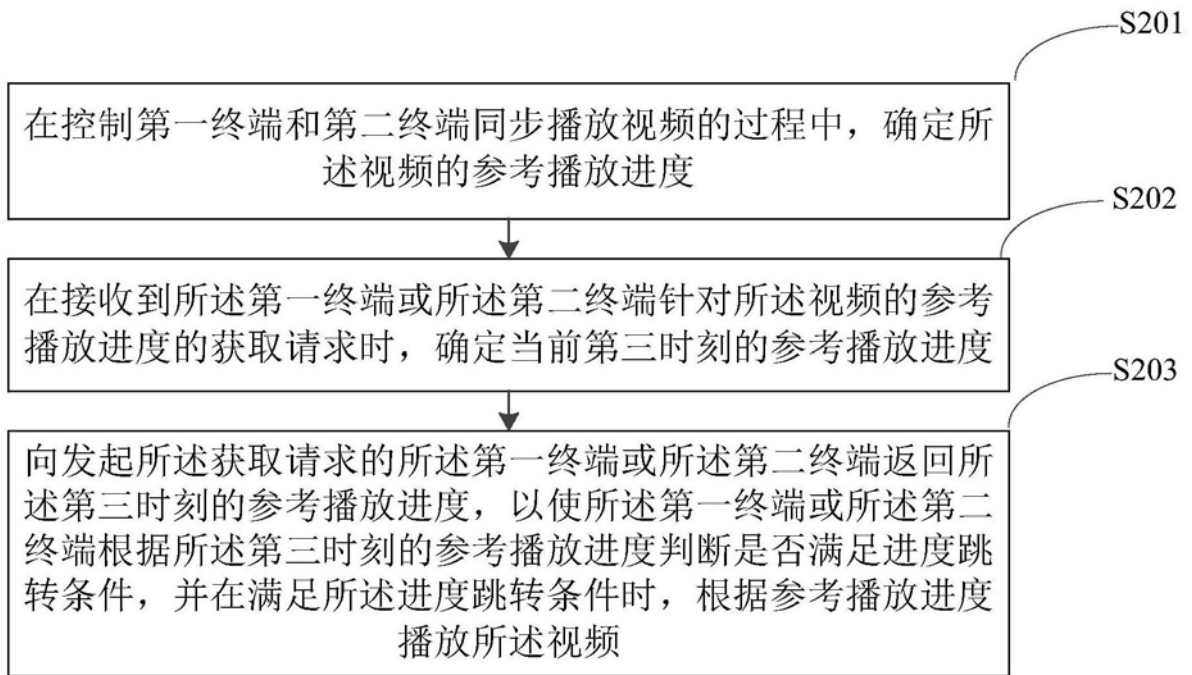 S201
在控制第一终端和第二终端同步播放视频的过程中，确定所
述视频的参考播放进度
S202
在接收到所述第一终端或所述第二终端针对所述视频的参考
播放进度的获取请求时，确定当前第三时刻的参考播放进度
S203
向发起所述获取请求的所述第一终端或所述第二终端返回所
述第三时刻的参考播放进度，以使所述第一终端或所述第二
终端根据所述第三时刻的参考播放进度判断是否满足进度跳
转条件，并在满足所述进度跳转条件时，根据参考播放进度
播放所述视频